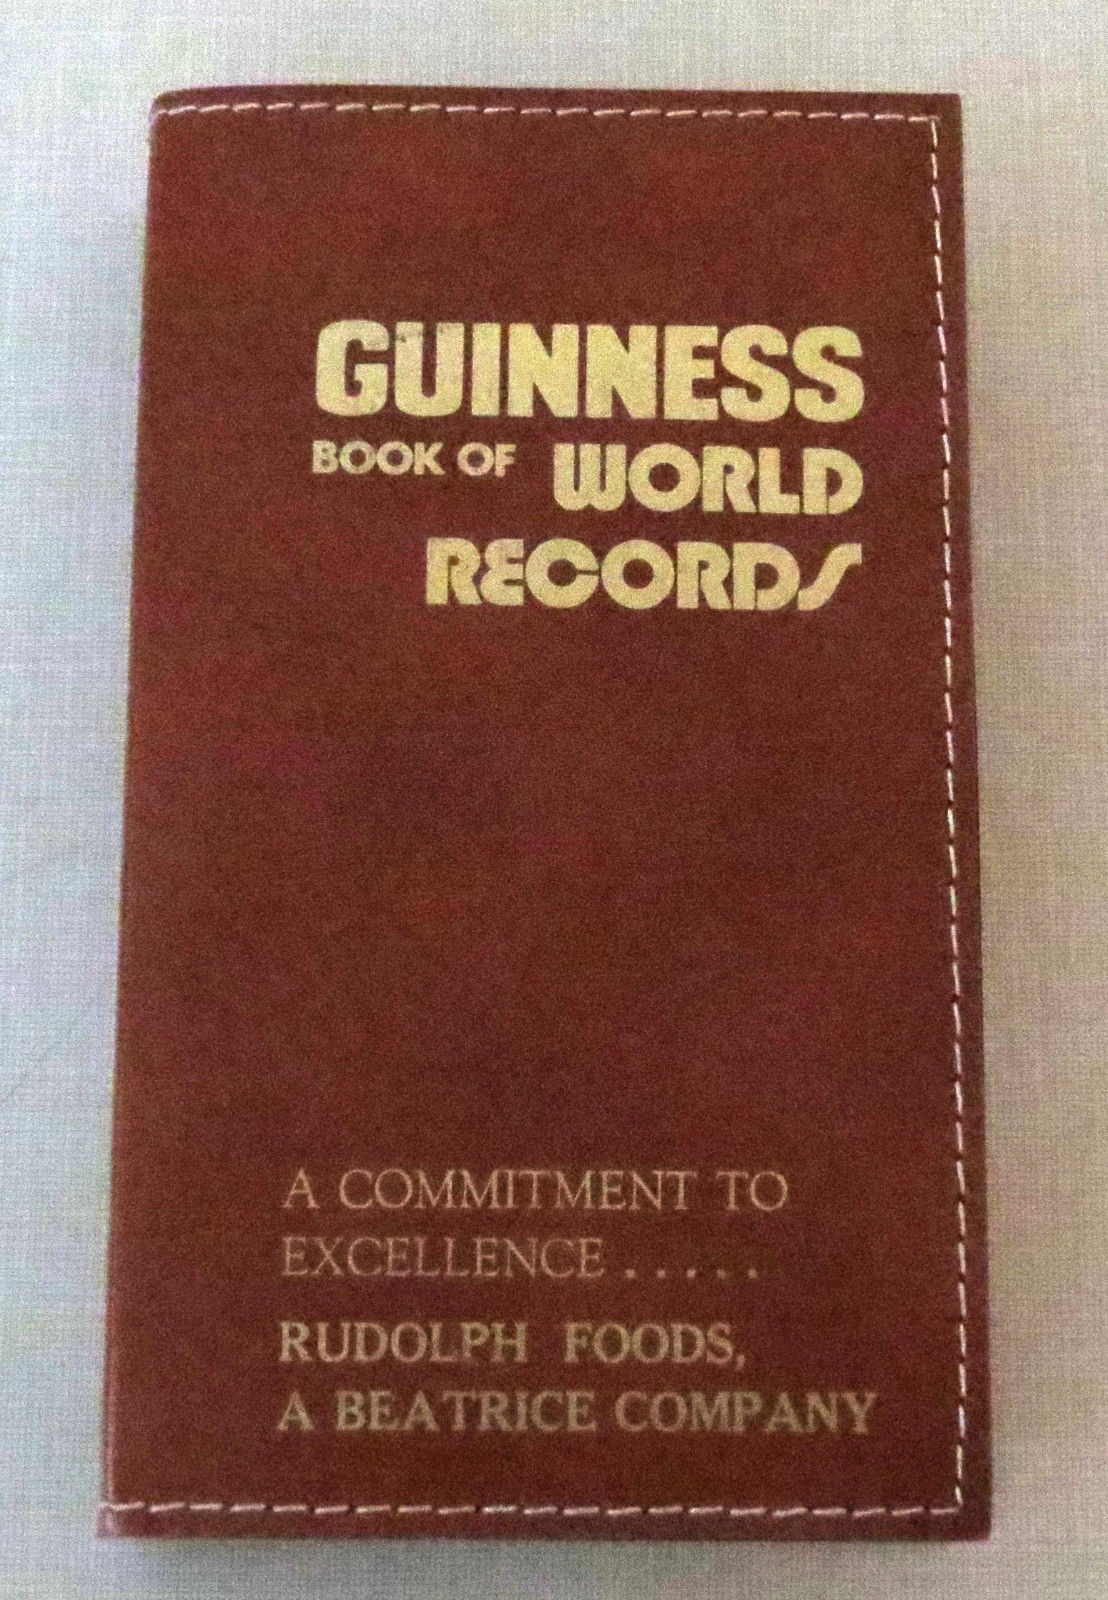 GUINNESS
BOOK OF WORLD
RECORDS
A COMMITMENT TO
EXCELLENCE . . . . .
RUDOLPH FOODS,
A BEATRICE COMPANY